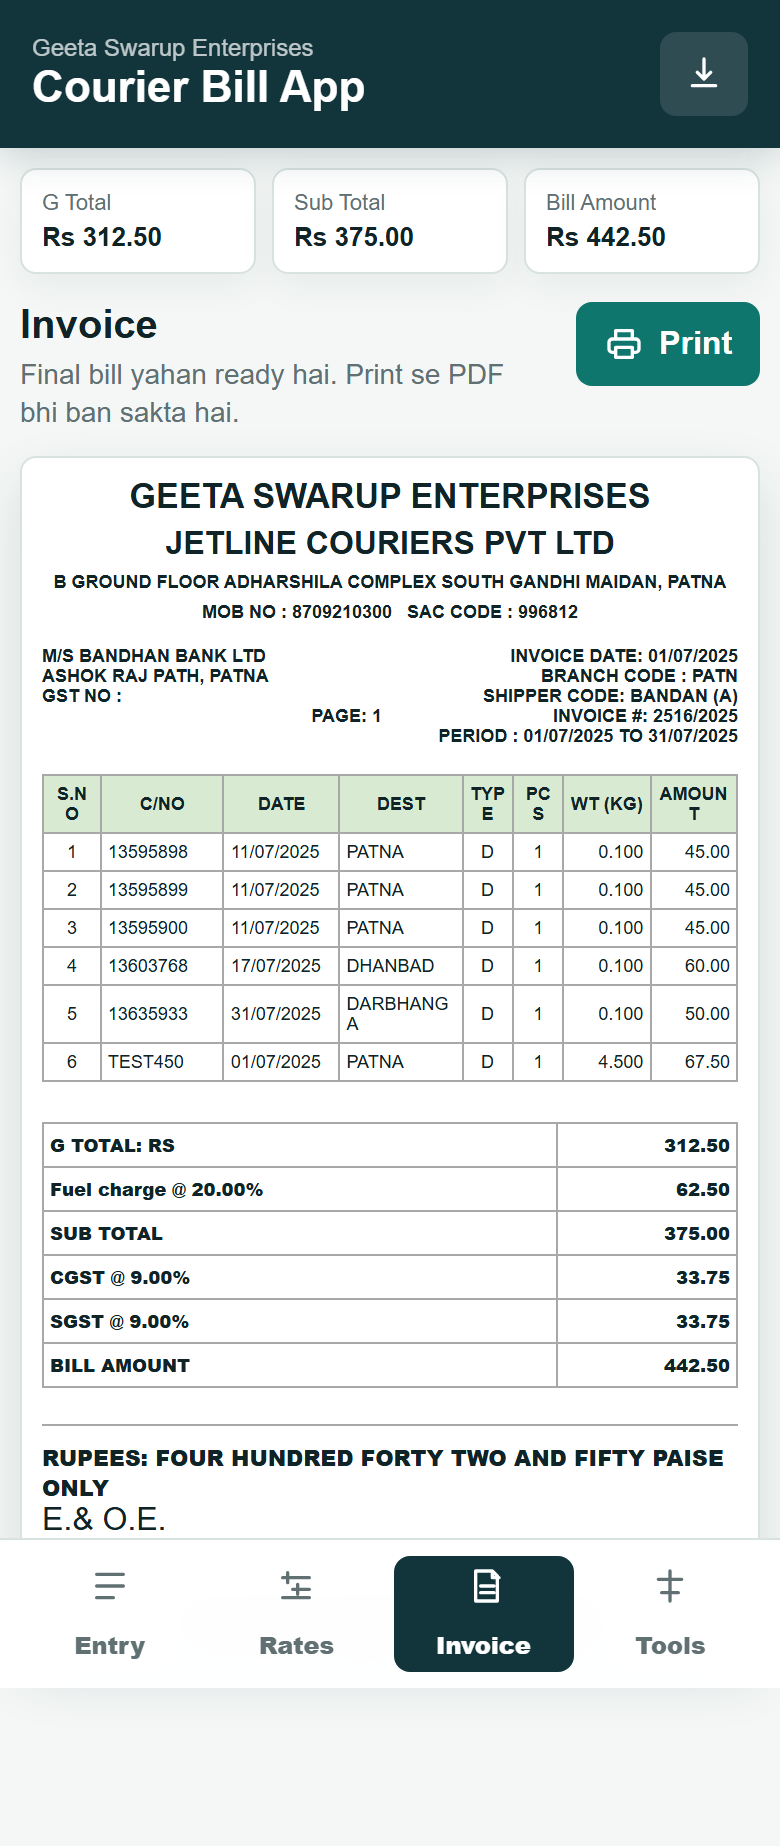 Geeta Swarup Enterprises
Courier Bill App
G Total
Rs 312.50
Sub Total
Rs 375.00
Bill Amount
Rs 442.50
Invoice
Final bill yahan ready hai. Print se PDF
bhi ban sakta hai.
Print
GEETA SWARUP ENTERPRISES
JETLINE COURIERS PVT LTD
B GROUND FLOOR ADHARSHILA COMPLEX SOUTH GANDHI MAIDAN, PATNA
MOB NO : 8709210300 SAC CODE : 996812
M/S BANDHAN BANK LTD
ASHOK RAJ PATH, PATNA
GST NO :
PAGE: 1
INVOICE DATE: 01/07/2025
BRANCH CODE : PATN
SHIPPER CODE: BANDAN (A)
INVOICE #: 2516/2025
PERIOD : 01/07/2025 TO 31/07/2025
S.N
O C/NO DATE DEST TYP
E PC
S WT (KG) AMOUN
T
1 13595898 11/07/2025 PATNA D 1 0.100 45.00
2 13595899 11/07/2025 PATNA D 1 0.100 45.00
3 13595900 11/07/2025 PATNA D 1 0.100 45.00
4 13603768 17/07/2025 DHANBAD D 1 0.100 60.00
5 13635933 31/07/2025 DARBHANG
A D 1 0.100 50.00
6 TEST450 01/07/2025 PATNA D 1 4.500 67.50
G TOTAL: RS 312.50
Fuel charge @ 20.00% 62.50
SUB TOTAL 375.00
CGST @ 9.00% 33.75
SGST @ 9.00% 33.75
BILL AMOUNT 442.50
RUPEES: FOUR HUNDRED FORTY TWO AND FIFTY PAISE
ONLY
E.& O.E.
Entry
Rates
Invoice
Tools